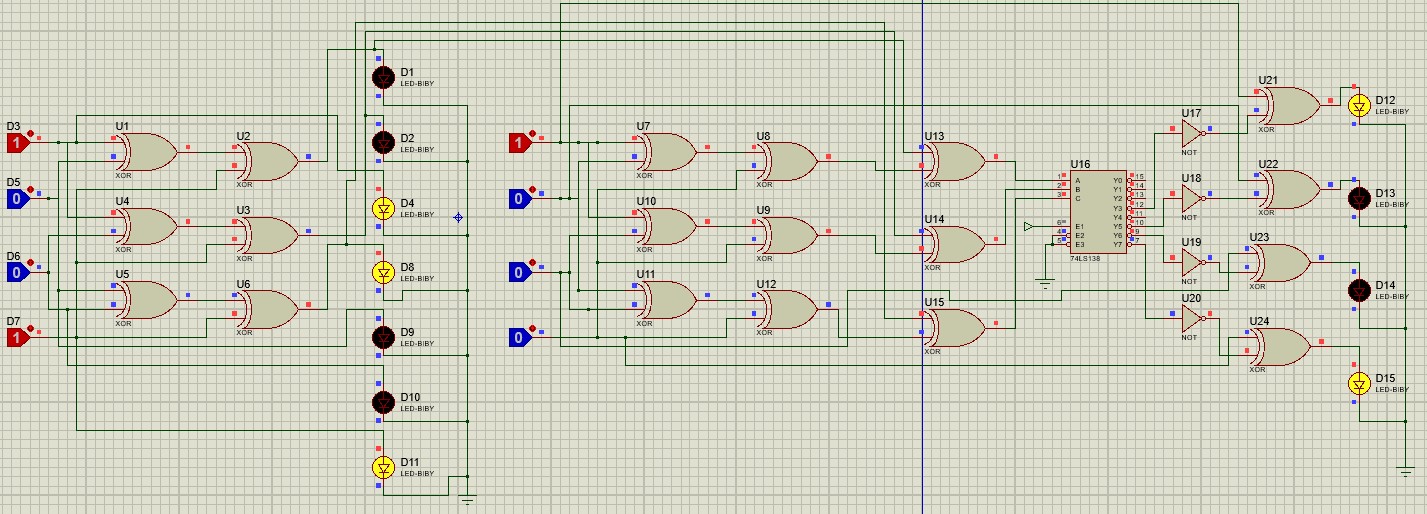 D3
1
D5
0
D6
0
D7
1
U1
XOR
U2
XOR
U4
XOR
U3
XOR
U5
XOR
U6
XOR
D1
LED-BIBY
D2
LED-BIBY
D4
LED-BIBY
D8
LED-BIBY
D9
LED-BIBY
D10
LED-BIBY
D11
LED-BIBY
1
0
0
0
U7
XOR
U8
XOR
U10
XOR
U9
XOR
U11
XOR
U12
XOR
U13
XOR
U14
XOR
U15
XOR
U16
1 A Y0 15
2 B Y1 14
3 C Y2 13
Y3 12
Y4 11
6 E1 Y5 10
4 E2 Y6 9
5 E3 Y7 7
74LS138
U17
NOT
U18
NOT
U19
NOT
U20
NOT
U21
XOR
U22
XOR
U23
XOR
U24
XOR
D12
LED-BIBY
D13
LED-BIBY
D14
LED-BIBY
D15
LED-BIBY